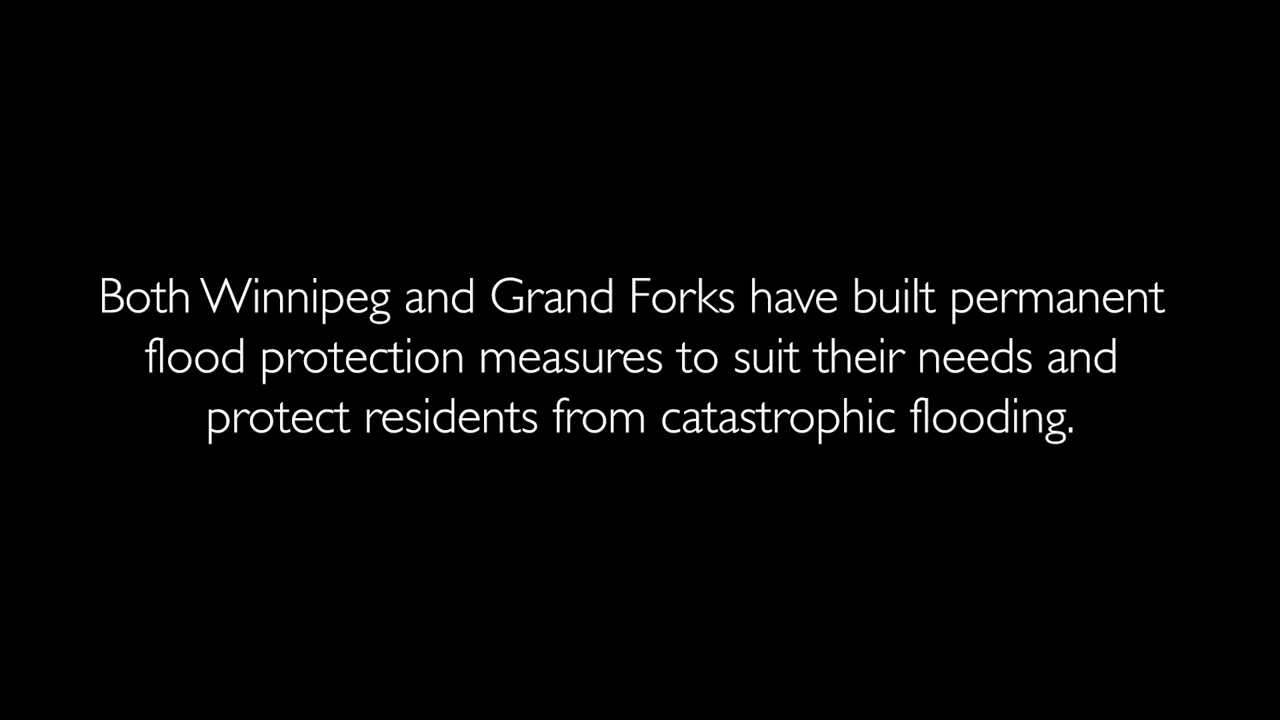 Both Winnipeg and Grand Forks have built permanent
flood protection measures to suit their needs and
protect residents from catastrophic flooding.